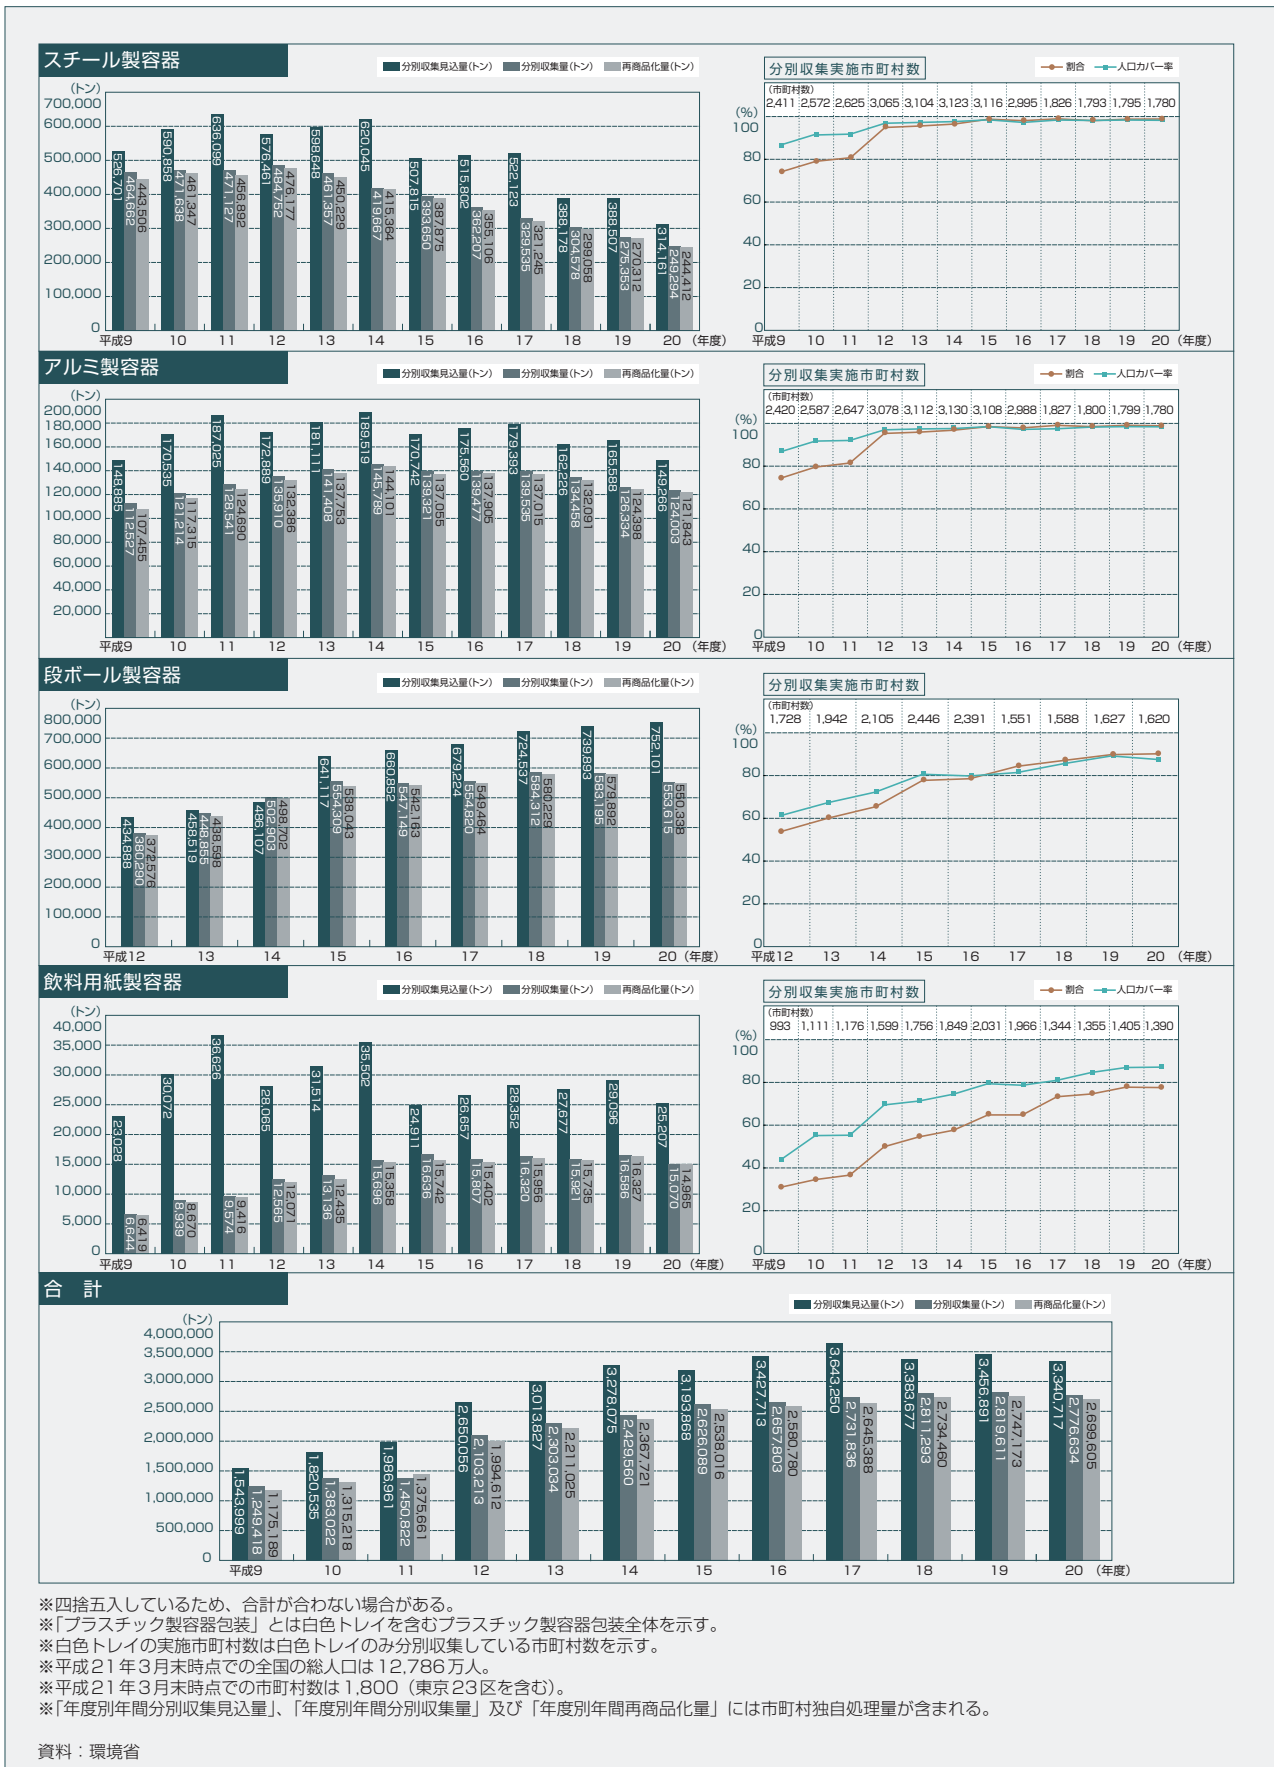 スチール製容器
■分別収集見込量(トン) ■分別収集量(トン) ■再商品化量(トン)
(トン)
700,000
600,000
500,000
400,000
300,000
200,000
100,000
0
526,701 464,662 443,506
590,858 471,638 461,347
636,099 471,127 456,892
576,461 484,752 476,177
598,648 461,357 450,229
620,045 419,667 415,364
507,815 393,650 387,875
515,802 362,207 355,106
522,123 329,535 321,245
388,178 304,578 299,058
388,507 275,353 270,312
314,161 249,294 244,412
平成9 10 11 12 13 14 15 16 17 18 19 20 (年度)
分別収集実施市町村数
割合 人口カバー率
(市町村数)
2,411 2,572 2,625 3,065 3,104 3,123 3,116 2,995 1,826 1,793 1,795 1,780
(%)
100
80
60
40
20
0
平成9 10 11 12 13 14 15 16 17 18 19 20 (年度)
アルミ製容器
■分別収集見込量(トン) ■分別収集量(トン) ■再商品化量(トン)
(トン)
200,000
180,000
160,000
140,000
120,000
100,000
80,000
60,000
40,000
20,000
148,885 112,527 107,455
170,535 121,214 117,315
187,025 128,541 124,690
172,889 135,910 132,386
181,111 141,408 137,753
189,519 145,789 144,101
170,742 139,321 137,055
175,560 139,477 137,905
179,393 139,535 137,015
162,226 134,458 132,091
165,588 126,334 124,398
149,266 124,003 121,843
平成9 10 11 12 13 14 15 16 17 18 19 20 (年度)
分別収集実施市町村数
割合 人口カバー率
(市町村数)
2,420 2,587 2,647 3,078 3,112 3,130 3,108 2,988 1,827 1,800 1,799 1,780
(%)
100
80
60
40
20
0
平成9 10 11 12 13 14 15 16 17 18 19 20 (年度)
段ボール製容器
■分別収集見込量(トン) ■分別収集量(トン) ■再商品化量(トン)
(トン)
800,000
700,000
600,000
500,000
400,000
300,000
200,000
100,000
0
434,888 380,290 372,576
458,519 448,855 438,598
486,107 502,903 498,702
641,117 554,309 538,043
660,852 547,149 542,163
679,224 554,820 549,464
724,537 584,312 580,229
739,893 583,195 579,892
752,101 553,615 550,338
平成12 13 14 15 16 17 18 19 20 (年度)
分別収集実施市町村数
(市町村数)
1,728 1,942 2,105 2,446 2,391 1,551 1,588 1,627 1,620
(%)
100
80
60
40
20
0
平成12 13 14 15 16 17 18 19 20 (年度)
飲料用紙製容器
■分別収集見込量(トン) ■分別収集量(トン) ■再商品化量(トン)
(トン)
40,000
35,000
30,000
25,000
20,000
15,000
10,000
5,000
0
23,028 6,644 6,419
30,072 8,939 8,670
36,626 9,574 9,416
28,065 12,565 12,071
31,514 13,136 12,435
35,502 15,696 15,358
24,911 16,636 15,742
26,657 15,807 15,402
28,352 16,320 15,956
27,677 15,921 15,735
29,096 16,586 16,327
25,207 15,070 14,965
平成9 10 11 12 13 14 15 16 17 18 19 20 (年度)
分別収集実施市町村数
割合 人口カバー率
(市町村数)
993 1,111 1,176 1,599 1,756 1,849 2,031 1,966 1,344 1,355 1,405 1,390
(%)
100
80
60
40
20
0
平成9 10 11 12 13 14 15 16 17 18 19 20 (年度)
合 計
■分別収集見込量(トン) ■分別収集量(トン) ■再商品化量(トン)
(トン)
4,000,000
3,500,000
3,000,000
2,500,000
2,000,000
1,500,000
1,000,000
500,000
0
1,543,999 1,249,418 1,175,189
1,820,535 1,383,022 1,315,218
1,986,961 1,450,822 1,375,661
2,650,056 2,103,213 1,994,612
3,013,827 2,303,034 2,211,025
3,278,075 2,429,560 2,367,721
3,193,868 2,626,089 2,538,016
3,427,713 2,657,803 2,580,780
3,643,250 2,731,836 2,645,388
3,383,677 2,811,293 2,734,460
3,456,891 2,819,611 2,747,173
3,340,717 2,776,634 2,699,605
平成9 10 11 12 13 14 15 16 17 18 19 20 (年度)
※四捨五入しているため、合計が合わない場合がある。
※「プラスチック製容器包装」とは白色トレイを含むプラスチック製容器包装全体を示す。
※白色トレイの実施市町村数は白色トレイのみ分別収集している市町村数を示す。
※平成21年3月末時点での全国の総人口は12,786万人。
※平成21年3月末時点での市町村数は1,800（東京23区を含む）。
※「年度別年間分別収集見込量」、「年度別年間分別収集量」及び「年度別年間再商品化量」には市町村独自処理量が含まれる。
資料：環境省